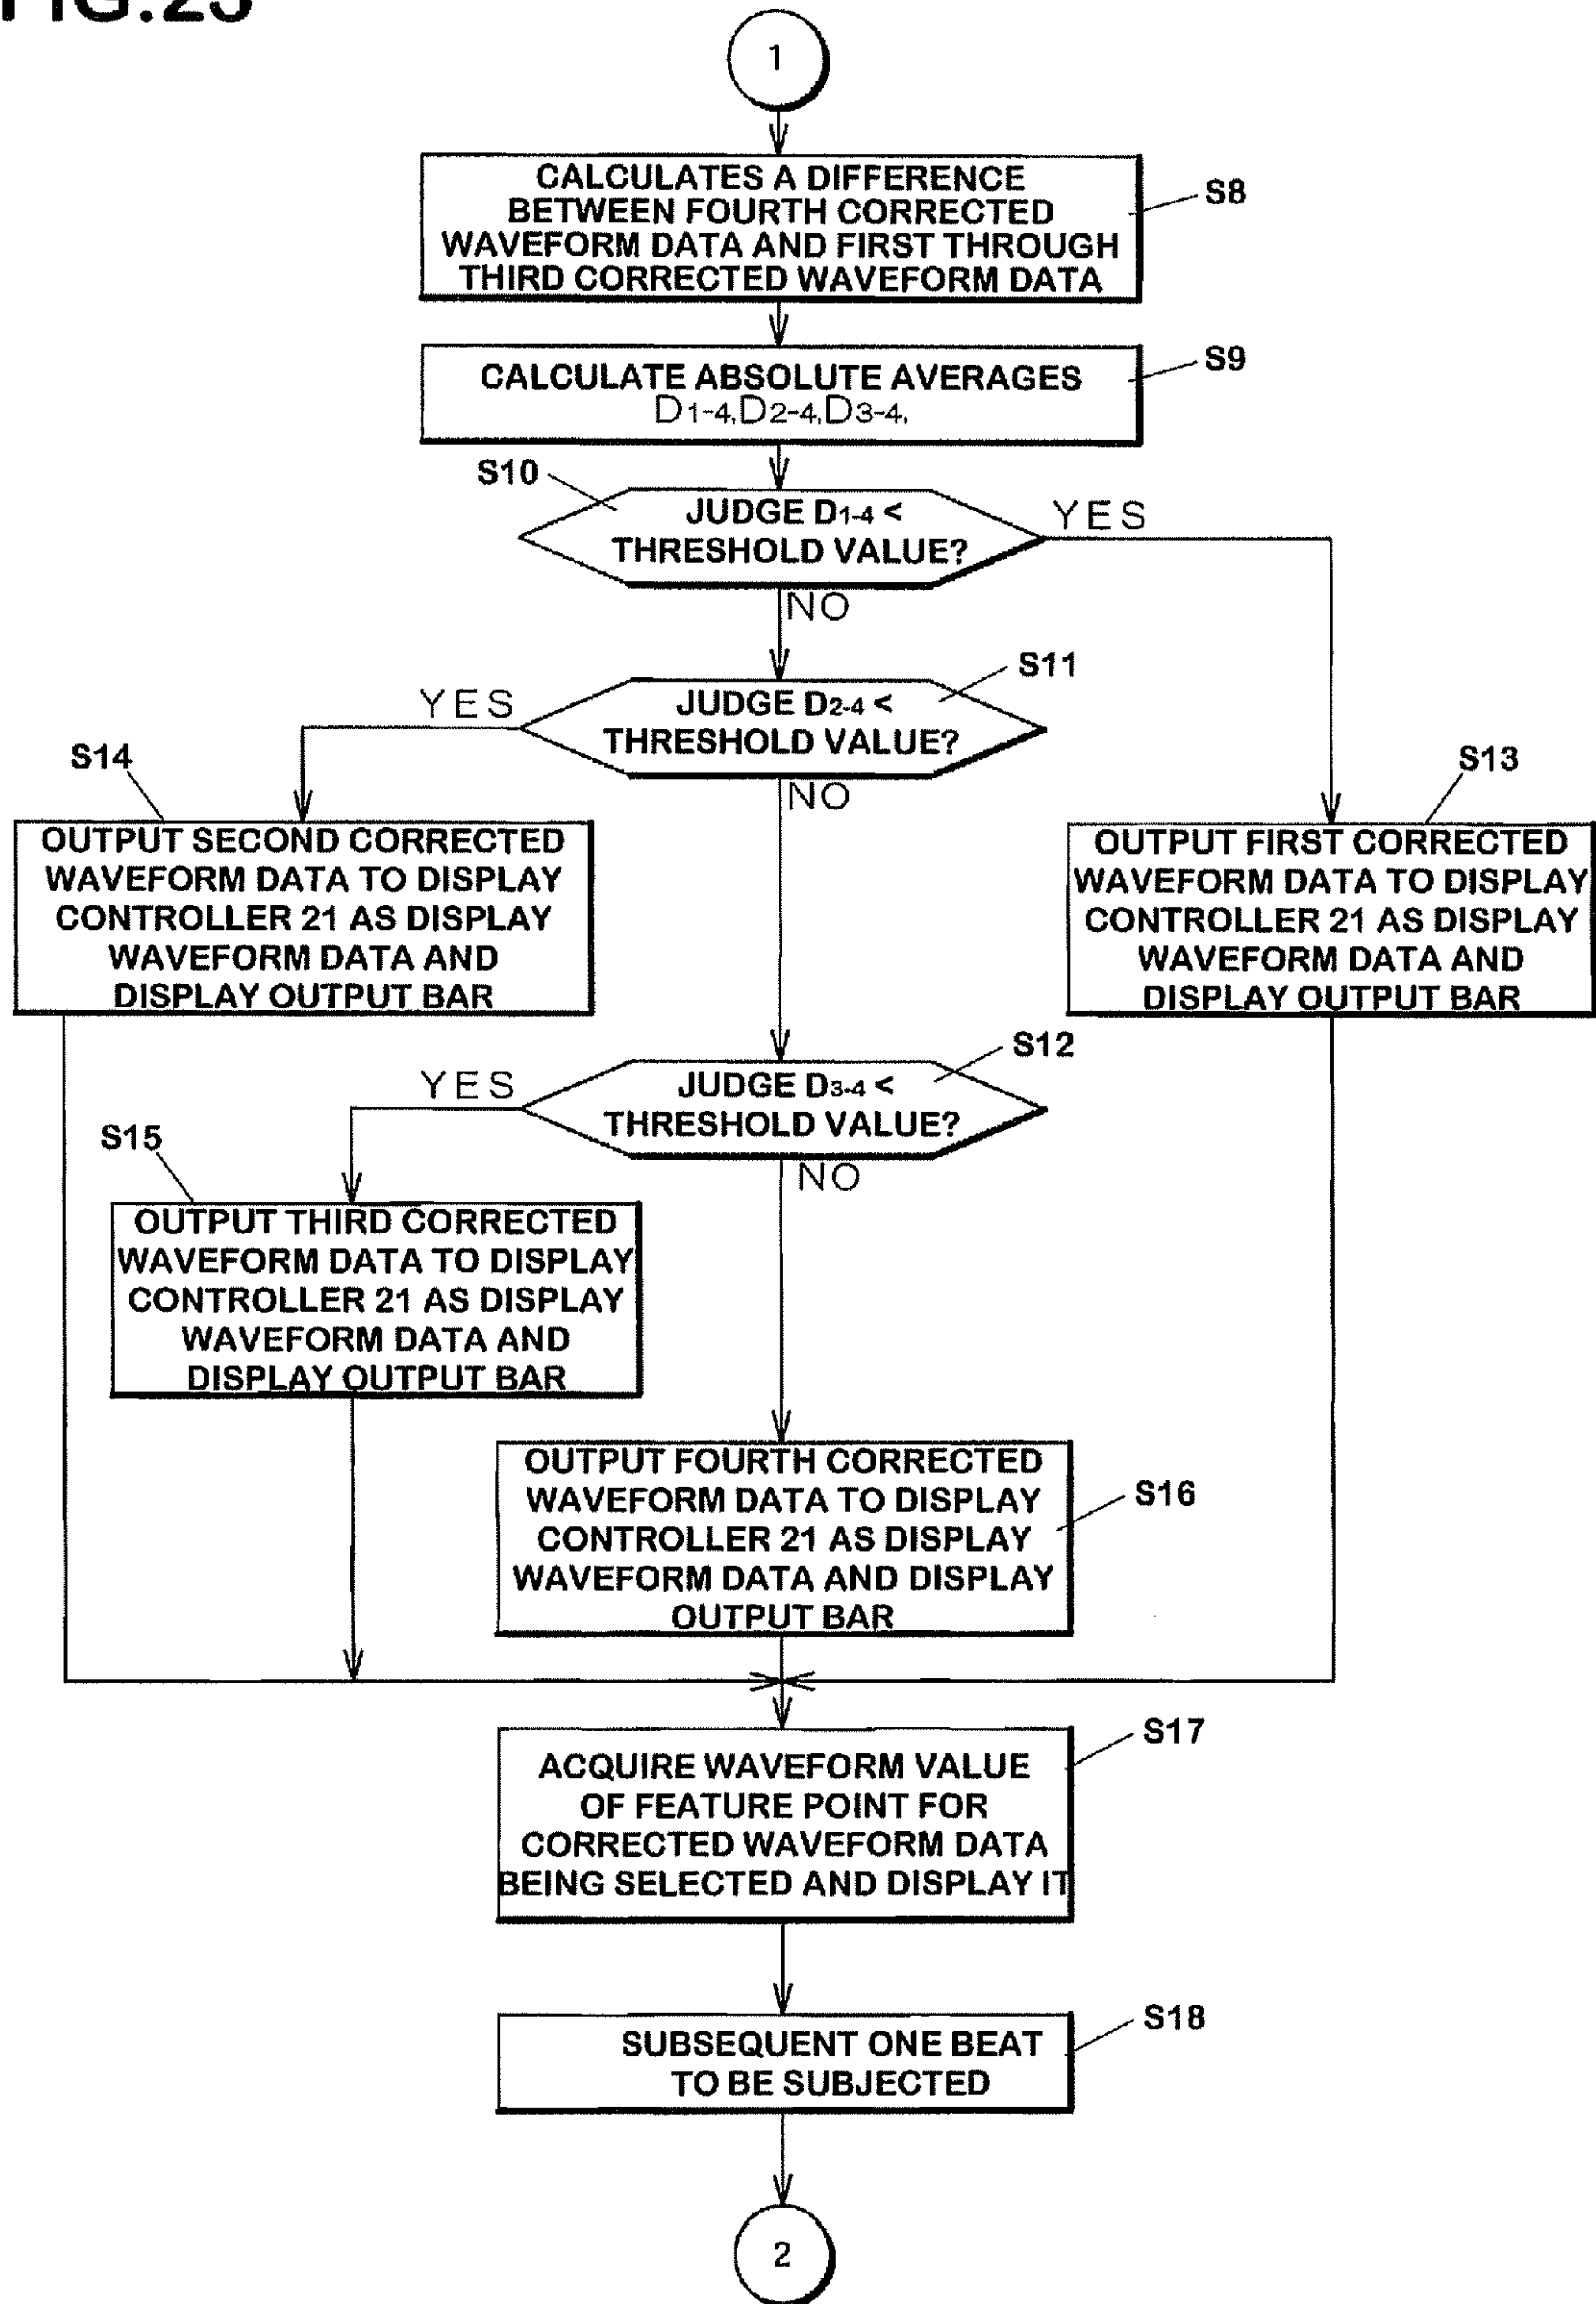 FIG.25
1
CALCULATES A DIFFERENCE
BETWEEN FOURTH CORRECTED
WAVEFORM DATA AND FIRST THROUGH
THIRD CORRECTED WAVEFORM DATA
S8
CALCULATE ABSOLUTE AVERAGES
D1-4,D2-4,D3-4,
S9
S10
JUDGE D1-4 <
THRESHOLD VALUE?
YES
NO
S11
JUDGE D2-4 <
THRESHOLD VALUE?
YES
NO
S14
OUTPUT SECOND CORRECTED
WAVEFORM DATA TO DISPLAY
CONTROLLER 21 AS DISPLAY
WAVEFORM DATA AND
DISPLAY OUTPUT BAR
S13
OUTPUT FIRST CORRECTED
WAVEFORM DATA TO DISPLAY
CONTROLLER 21 AS DISPLAY
WAVEFORM DATA AND
DISPLAY OUTPUT BAR
S12
JUDGE D3-4 <
THRESHOLD VALUE?
YES
NO
S15
OUTPUT THIRD CORRECTED
WAVEFORM DATA TO DISPLAY
CONTROLLER 21 AS DISPLAY
WAVEFORM DATA AND
DISPLAY OUTPUT BAR
OUTPUT FOURTH CORRECTED
WAVEFORM DATA TO DISPLAY
CONTROLLER 21 AS DISPLAY
WAVEFORM DATA AND DISPLAY
OUTPUT BAR
S16
S17
ACQUIRE WAVEFORM VALUE
OF FEATURE POINT FOR
CORRECTED WAVEFORM DATA
BEING SELECTED AND DISPLAY IT
S18
SUBSEQUENT ONE BEAT
TO BE SUBJECTED
2